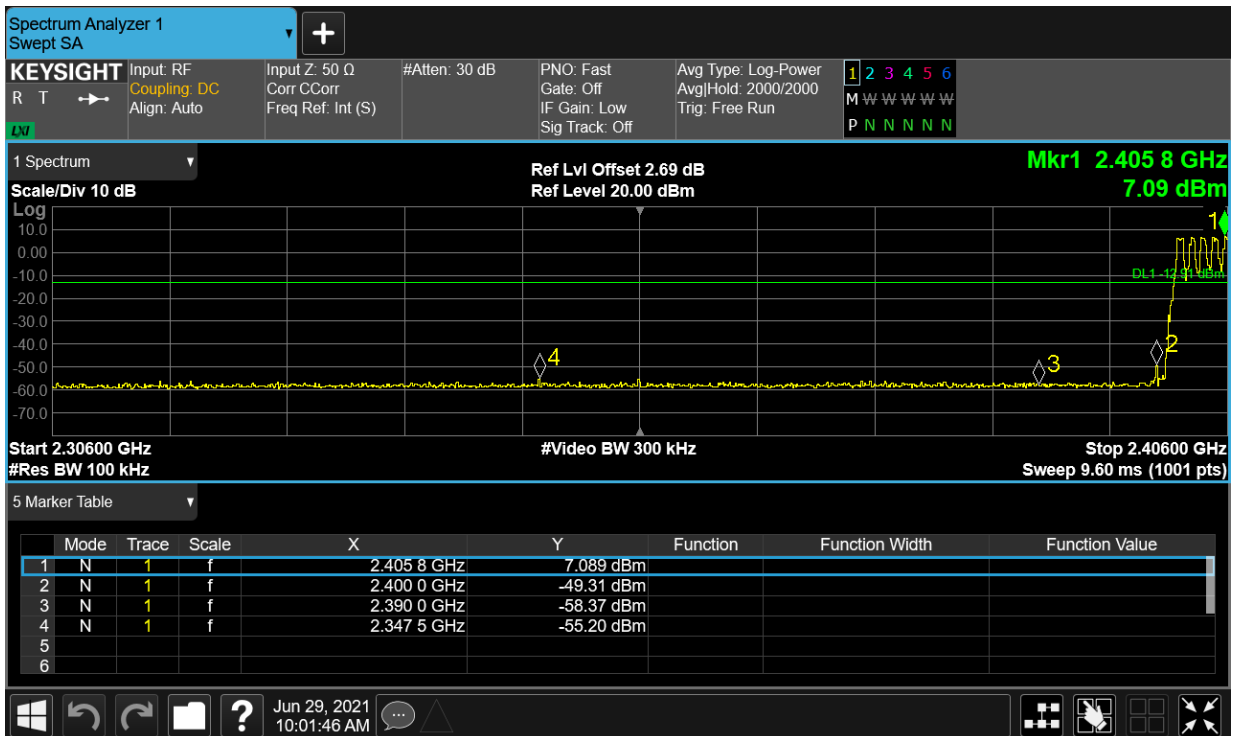 Spectrum Analyzer 1
Swept SA
KEYSIGHT Input: RF Input Z: 50 Ω #Atten: 30 dB PNO: Fast Avg Type: Log-Power 1 2 3 4 5 6
R T Coupling: DC Corr CCorr Gate: Off Avg|Hold: 2000/2000 M W W W W W
Align: Auto Freq Ref: Int (S) IF Gain: Low Trig: Free Run
LXI Sig Track: Off P N N N N N
1 Spectrum Ref Lvl Offset 2.69 dB Mkr1 2.405 8 GHz
Scale/Div 10 dB Ref Level 20.00 dBm 7.09 dBm
Log
1
10.0
0.00
-10.0
DL1 -12.91 dBm
-20.0
-30.0
-40.0
2
4
3
-50.0
-60.0
-70.0
Start 2.30600 GHz #Video BW 300 kHz Stop 2.40600 GHz
#Res BW 100 kHz Sweep 9.60 ms (1001 pts)
5 Marker Table
Mode Trace Scale X Y Function Function Width Function Value
1 N 1 f 2.405 8 GHz 7.089 dBm
2 N 1 f 2.400 0 GHz -49.31 dBm
3 N 1 f 2.390 0 GHz -58.37 dBm
4 N 1 f 2.347 5 GHz -55.20 dBm
5
6
? Jun 29, 2021
10:01:46 AM